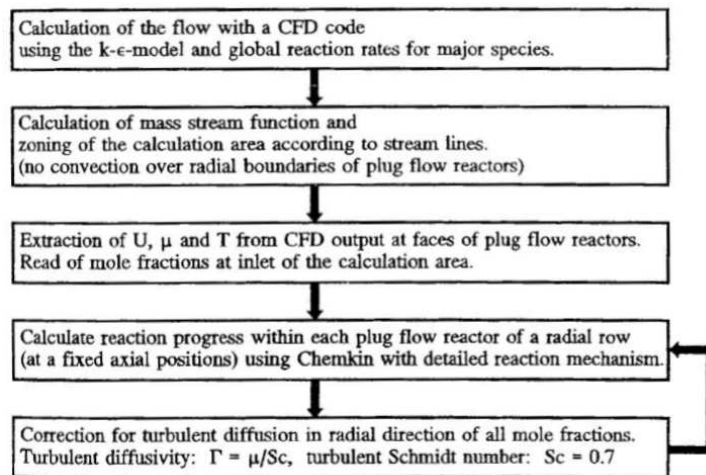 Calculation of the flow with a CFD code
using the k-ϵ-model and global reaction rates for major species.
Calculation of mass stream function and
zoning of the calculation area according to stream lines.
(no convection over radial boundaries of plug flow reactors)
Extraction of U, μ and T from CFD output at faces of plug flow reactors.
Read of mole fractions at inlet of the calculation area.
Calculate reaction progress within each plug flow reactor of a radial row
(at a fixed axial positions) using Chemkin with detailed reaction mechanism.
Correction for turbulent diffusion in radial direction of all mole fractions.
Turbulent diffusivity: Γ = μ/Sc, turbulent Schmidt number: Sc = 0.7